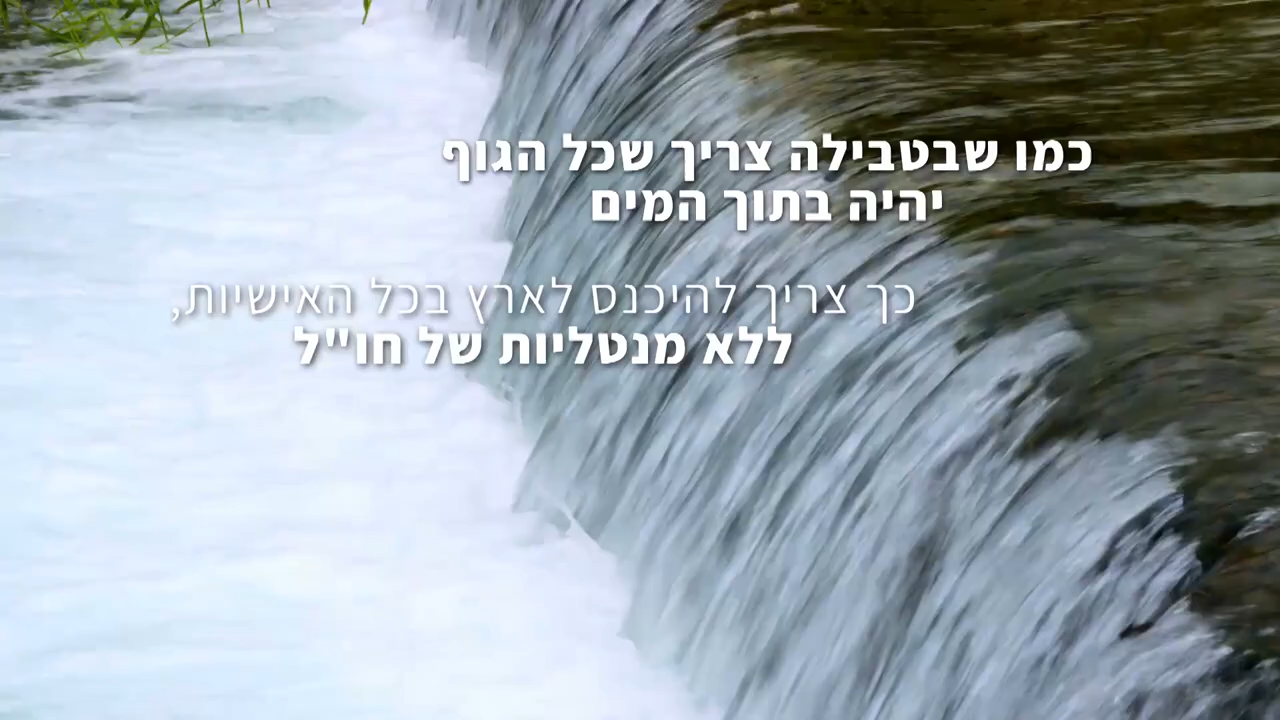 כמו שבטבילה צריך שכל הגוף
יהיה בתוך המים
כך צריך להיכנס לארץ בכל האישיות,
ללא מנטליות של חו"ל